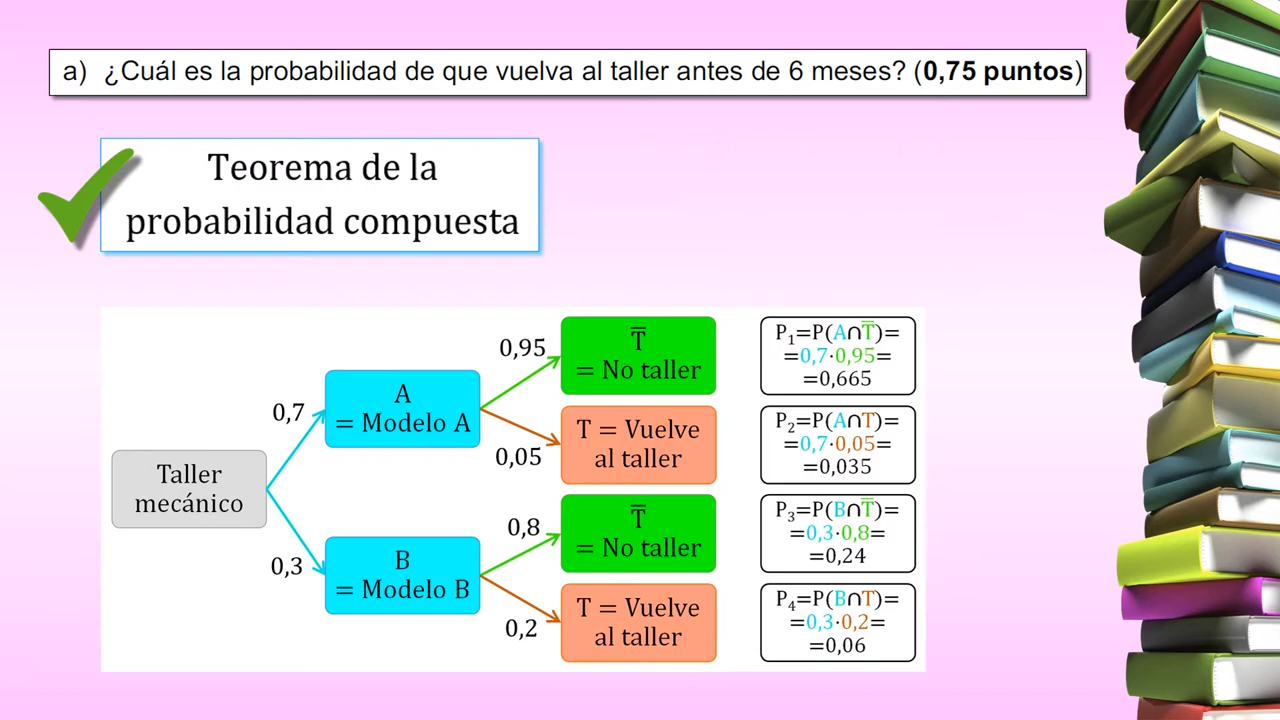 a) ¿Cuál es la probabilidad de que vuelva al taller antes de 6 meses? (0,75 puntos)
Teorema de la
probabilidad compuesta
Taller
mecánico
0,7
0,3
A
= Modelo A
B
= Modelo B
0,95
0,05
0,8
0,2
T̅
= No taller
T = Vuelve
al taller
T̅
= No taller
T = Vuelve
al taller
P₁=P(A∩T̅)=
=0,7·0,95=
=0,665
P₂=P(A∩T)=
=0,7·0,05=
=0,035
P₃=P(B∩T̅)=
=0,3·0,8=
=0,24
P₄=P(B∩T)=
=0,3·0,2=
=0,06